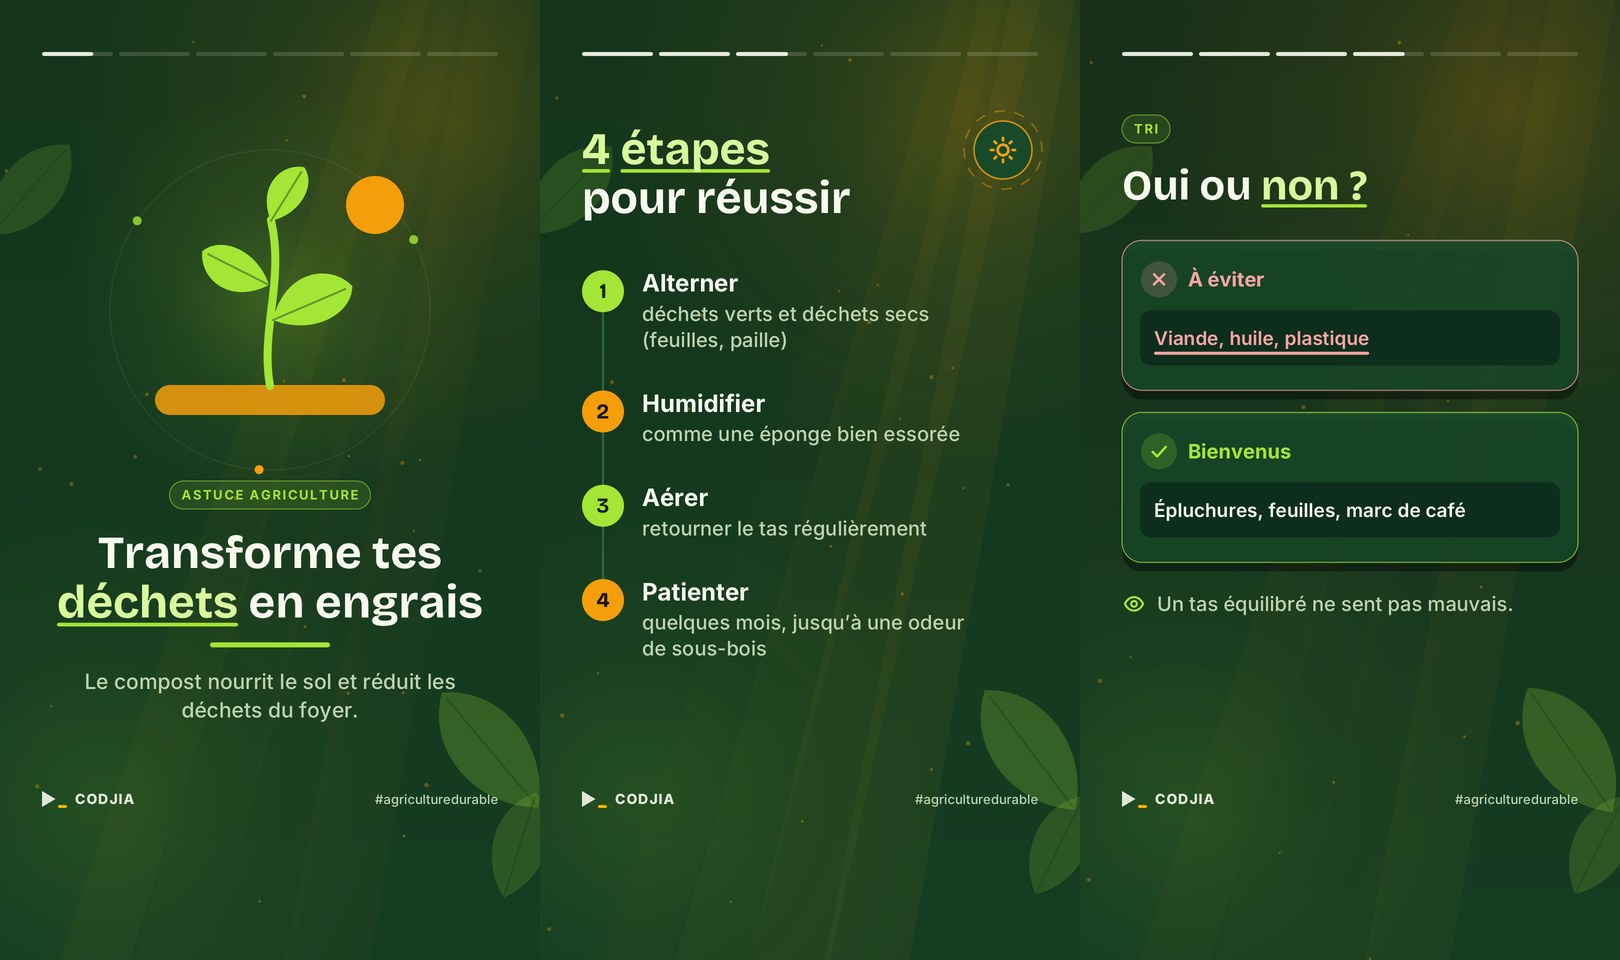 ASTUCE AGRICULTURE
Transforme tes
déchets en engrais
Le compost nourrit le sol et réduit les
déchets du foyer.
CODJIA
#agriculturedurable
4 étapes
pour réussir
1
Alterner
déchets verts et déchets secs
(feuilles, paille)
2
Humidifier
comme une éponge bien essorée
3
Aérer
retourner le tas régulièrement
4
Patienter
quelques mois, jusqu’à une odeur
de sous-bois
CODJIA
#agriculturedurable
TRI
Oui ou non ?
À éviter
Viande, huile, plastique
Bienvenus
Épluchures, feuilles, marc de café
Un tas équilibré ne sent pas mauvais.
CODJIA
#agriculturedurable